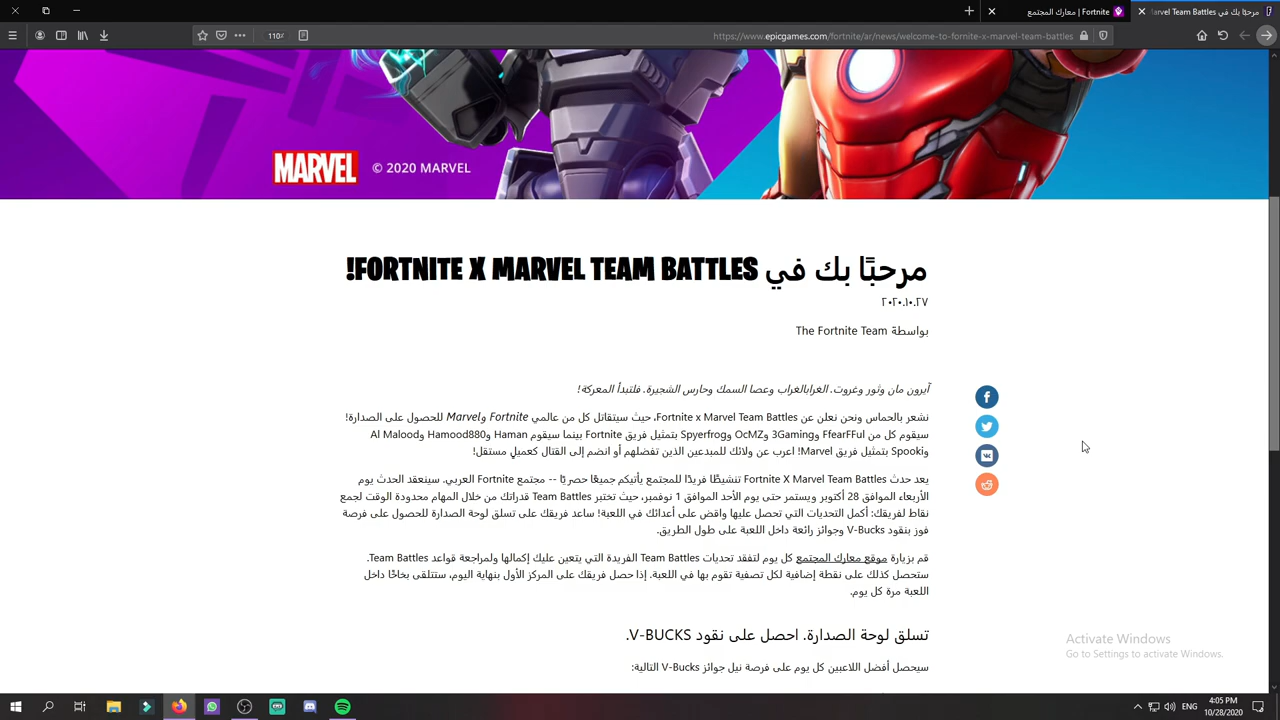 مرحبًا بك في Marvel Team Battles
Fortnite | معارك المجتمع
110%
https://www.epicgames.com/fortnite/ar/news/welcome-to-fornite-x-marvel-team-battles
MARVEL © 2020 MARVEL
مرحبًا بك في FORTNITE X MARVEL TEAM BATTLES!
٢٠٢٠.١٠.٢٧
بواسطة The Fortnite Team
آيرون مان وثور وغروت. الغرابالغراب وعصا السمك وحارس الشجيرة. فلتبدأ المعركة!
نشعر بالحماس ونحن نعلن عن Fortnite x Marvel Team Battles، حيث سيتقاتل كل من عالمي Fortnite وMarvel للحصول على الصدارة!
سيقوم كل من FfearFFul و3Gaming وOcMZ وSpyerfrog بتمثيل فريق Fortnite بينما سيقوم Haman وHamood880 وAl Malood
وSpooki بتمثيل فريق Marvel! اعرب عن ولائك للمبدعين الذين تفضلهم أو انضم إلى القتال كعميلٍ مستقل!
يعد حدث Fortnite X Marvel Team Battles تنشيطًا فريدًا للمجتمع يأتيكم جميعًا حصريًا -- مجتمع Fortnite العربي. سينعقد الحدث يوم
الأربعاء الموافق 28 أكتوبر ويستمر حتى يوم الأحد الموافق 1 نوفمبر، حيث تختبر Team Battles قدراتك من خلال المهام محدودة الوقت لجمع
نقاط لفريقك: أكمل التحديات التي تحصل عليها واقض على أعدائك في اللعبة! ساعد فريقك على تسلق لوحة الصدارة للحصول على فرصة
فوز بنقود V-Bucks وجوائز رائعة داخل اللعبة على طول الطريق.
قم بزيارة موقع معارك المجتمع كل يوم لتفقد تحديات Team Battles الفريدة التي يتعين عليك إكمالها ولمراجعة قواعد Team Battles.
ستحصل كذلك على نقطة إضافية لكل تصفية تقوم بها في اللعبة. إذا حصل فريقك على المركز الأول بنهاية اليوم، ستتلقى بخاخًا داخل
اللعبة مرة كل يوم.
تسلق لوحة الصدارة. احصل على نقود V-BUCKS.
سيحصل أفضل اللاعبين كل يوم على فرصة نيل جوائز V-Bucks التالية:
Activate Windows
Go to Settings to activate Windows.
ENG
4:05 PM
10/28/2020